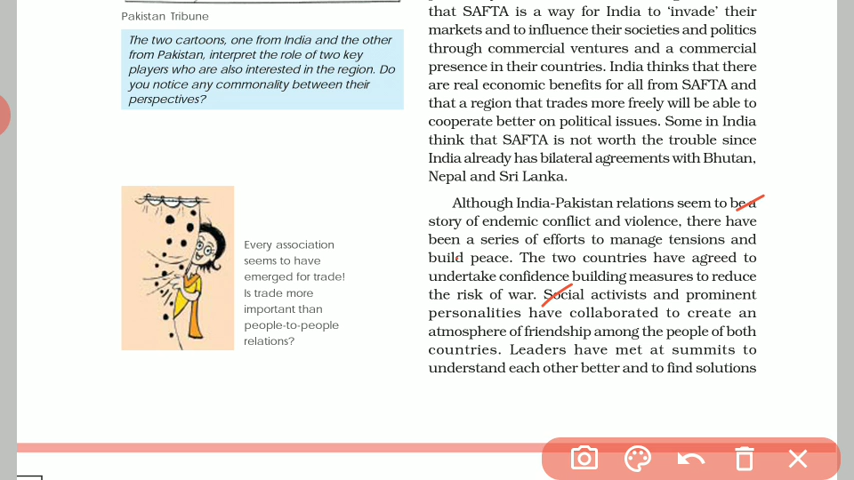 Pakistan Tribune
The two cartoons, one from India and the other
from Pakistan, interpret the role of two key
players who are also interested in the region. Do
you notice any commonality between their
perspectives?
Every association
seems to have
emerged for trade!
Is trade more
important than
people-to-people
relations?
that SAFTA is a way for India to ‘invade’ their
markets and to influence their societies and politics
through commercial ventures and a commercial
presence in their countries. India thinks that there
are real economic benefits for all from SAFTA and
that a region that trades more freely will be able to
cooperate better on political issues. Some in India
think that SAFTA is not worth the trouble since
India already has bilateral agreements with Bhutan,
Nepal and Sri Lanka.
Although India-Pakistan relations seem to be a
story of endemic conflict and violence, there have
been a series of efforts to manage tensions and
build peace. The two countries have agreed to
undertake confidence building measures to reduce
the risk of war. Social activists and prominent
personalities have collaborated to create an
atmosphere of friendship among the people of both
countries. Leaders have met at summits to
understand each other better and to find solutions